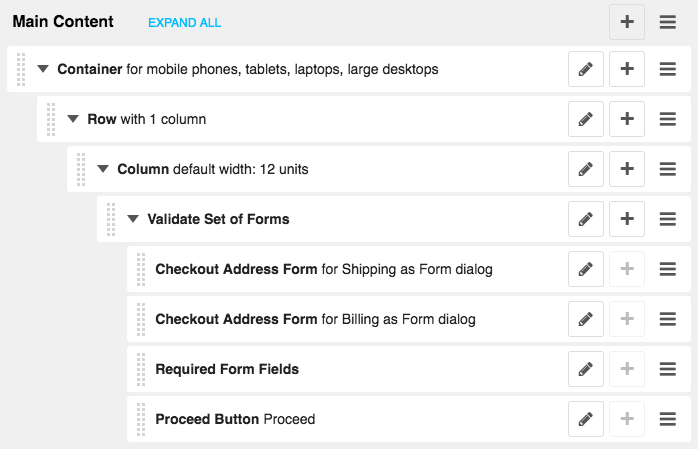 Main Content EXPAND ALL
Container for mobile phones, tablets, laptops, large desktops
Row with 1 column
Column default width: 12 units
Validate Set of Forms
Checkout Address Form for Shipping as Form dialog
Checkout Address Form for Billing as Form dialog
Required Form Fields
Proceed Button Proceed